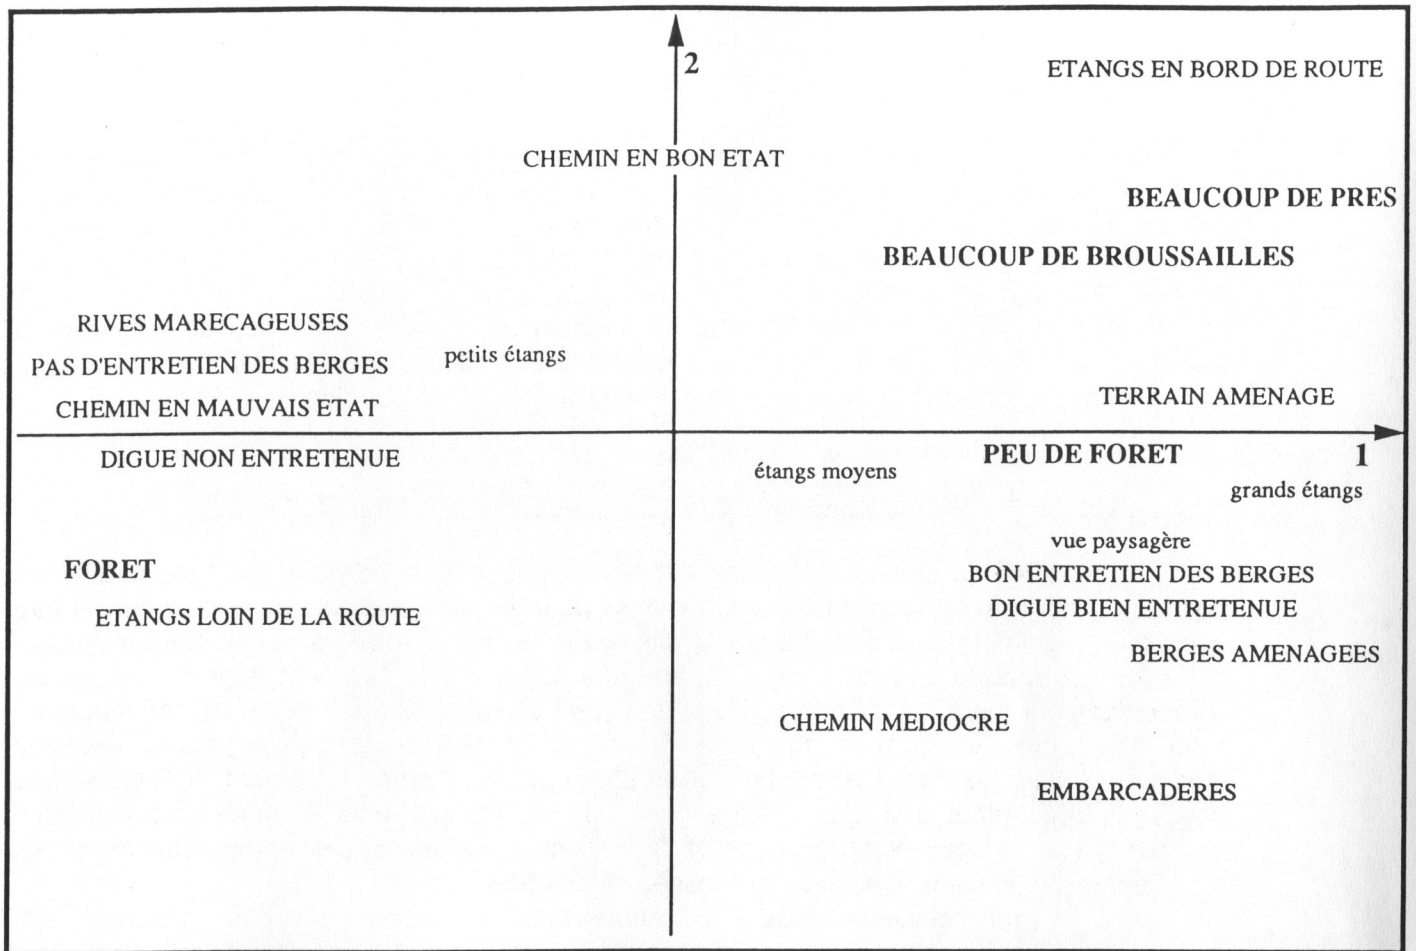 2
ETANGS EN BORD DE ROUTE
CHEMIN EN BON ETAT
BEAUCOUP DE PRES
BEAUCOUP DE BROUSSAILLES
RIVES MARECAGEUSES
petits étangs
PAS D'ENTRETIEN DES BERGES
TERRAIN AMENAGE
CHEMIN EN MAUVAIS ETAT
DIGUE NON ENTRETENUE
PEU DE FORET
1
étangs moyens
grands étangs
vue paysagère
FORET
BON ENTRETIEN DES BERGES
DIGUE BIEN ENTRETENUE
ETANGS LOIN DE LA ROUTE
BERGES AMENAGEES
CHEMIN MEDIOCRE
EMBARCADERES